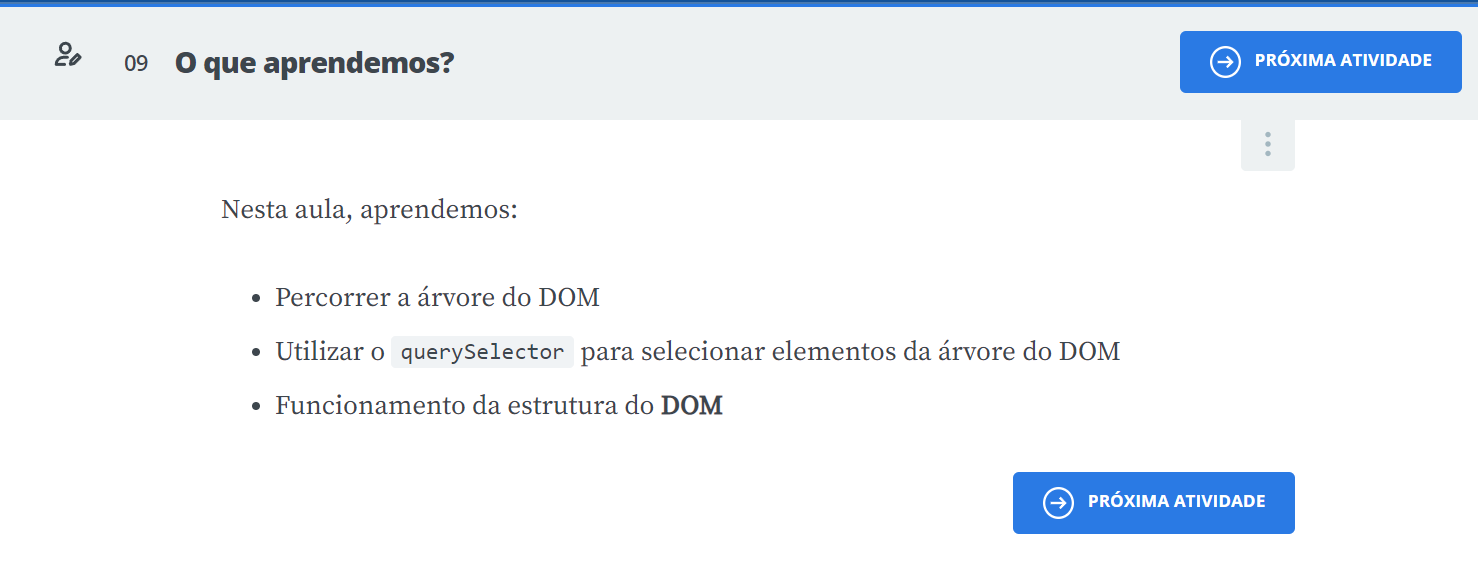 09 O que aprendemos?
PRÓXIMA ATIVIDADE
Nesta aula, aprendemos:
Percorrer a árvore do DOM
Utilizar o querySelector para selecionar elementos da árvore do DOM
Funcionamento da estrutura do DOM
PRÓXIMA ATIVIDADE